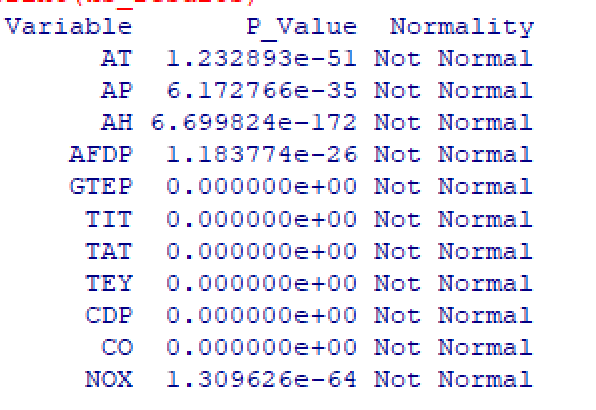 Variable P_Value Normality
AT 1.232893e-51 Not Normal
AP 6.172766e-35 Not Normal
AH 6.699824e-172 Not Normal
AFDP 1.183774e-26 Not Normal
GTEP 0.000000e+00 Not Normal
TIT 0.000000e+00 Not Normal
TAT 0.000000e+00 Not Normal
TEY 0.000000e+00 Not Normal
CDP 0.000000e+00 Not Normal
CO 0.000000e+00 Not Normal
NOX 1.309626e-64 Not Normal